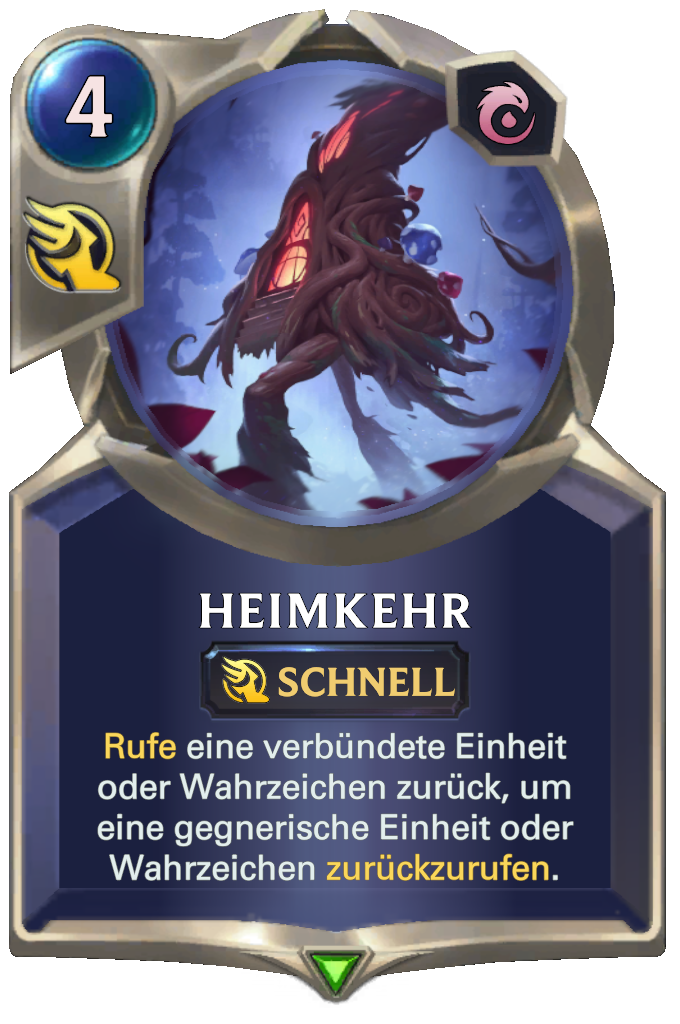 4
HEIMKEHR
SCHNELL
Rufe eine verbündete Einheit
oder Wahrzeichen zurück, um
eine gegnerische Einheit oder
Wahrzeichen zurückzurufen.